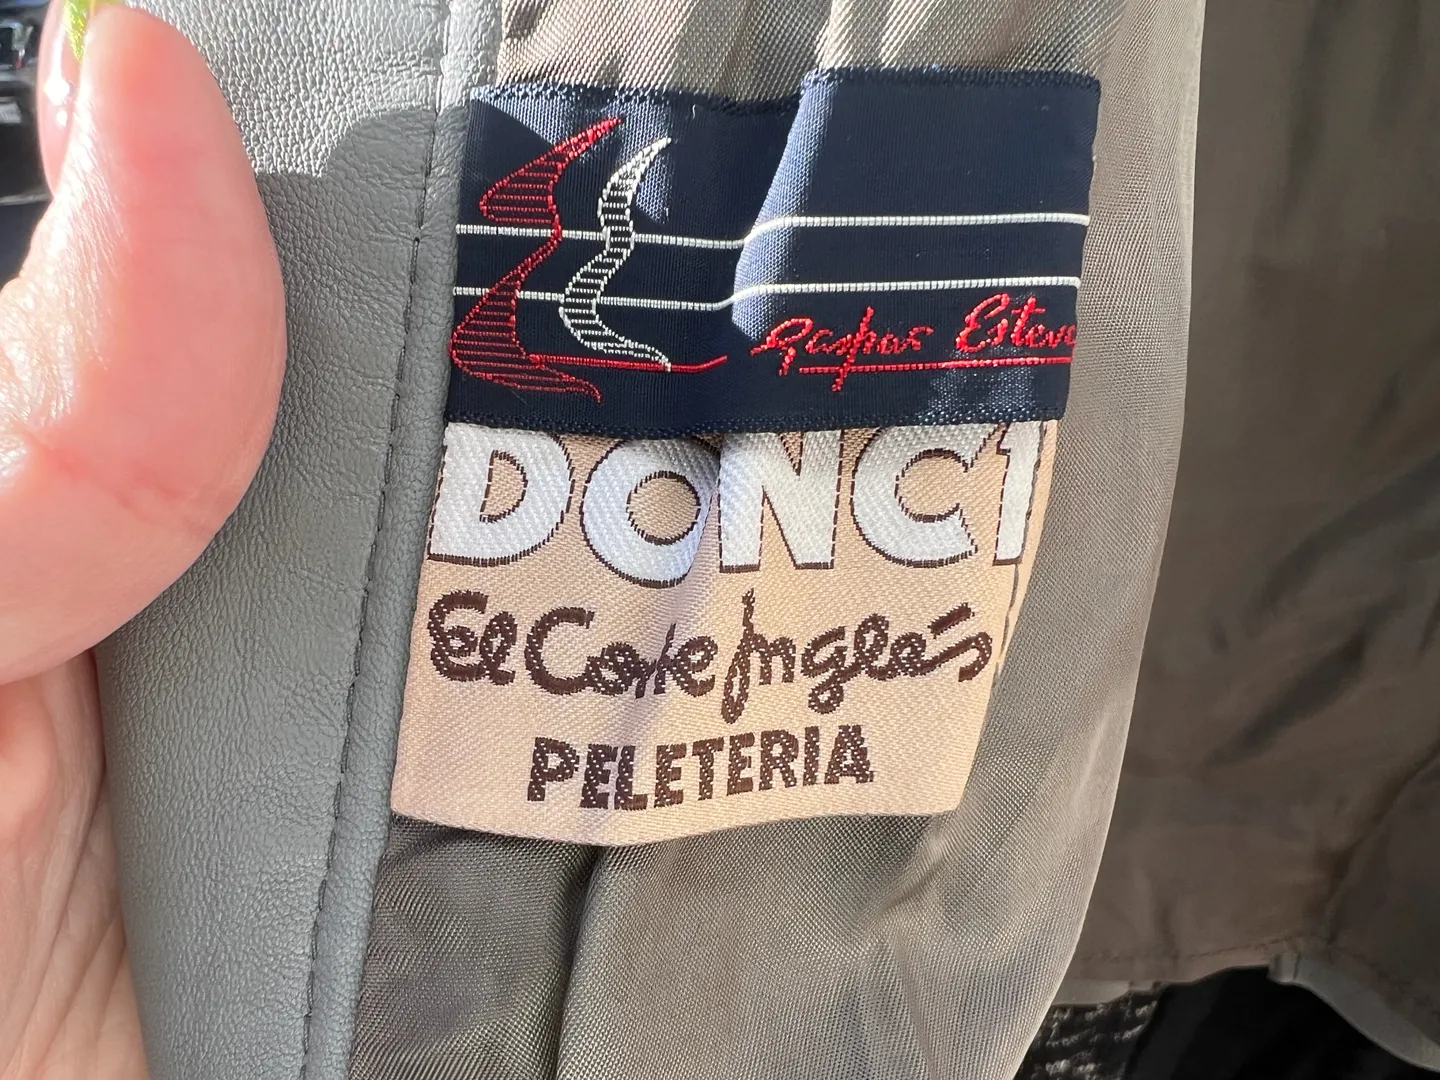 Gaspar Esteve
DONCI
El Corte Inglés
PELETERIA